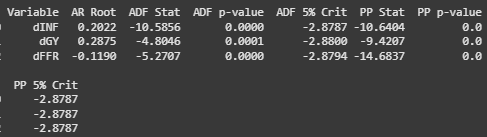 Variable AR Root ADF Stat ADF p-value ADF 5% Crit PP Stat PP p-value
dINF 0.2022 -10.5856 0.0000 -2.8787 -10.6404 0.0
dGY 0.2875 -4.8046 0.0001 -2.8800 -9.4207 0.0
dFFR -0.1190 -5.2707 0.0000 -2.8794 -14.6837 0.0
PP 5% Crit
-2.8787
-2.8787
-2.8787